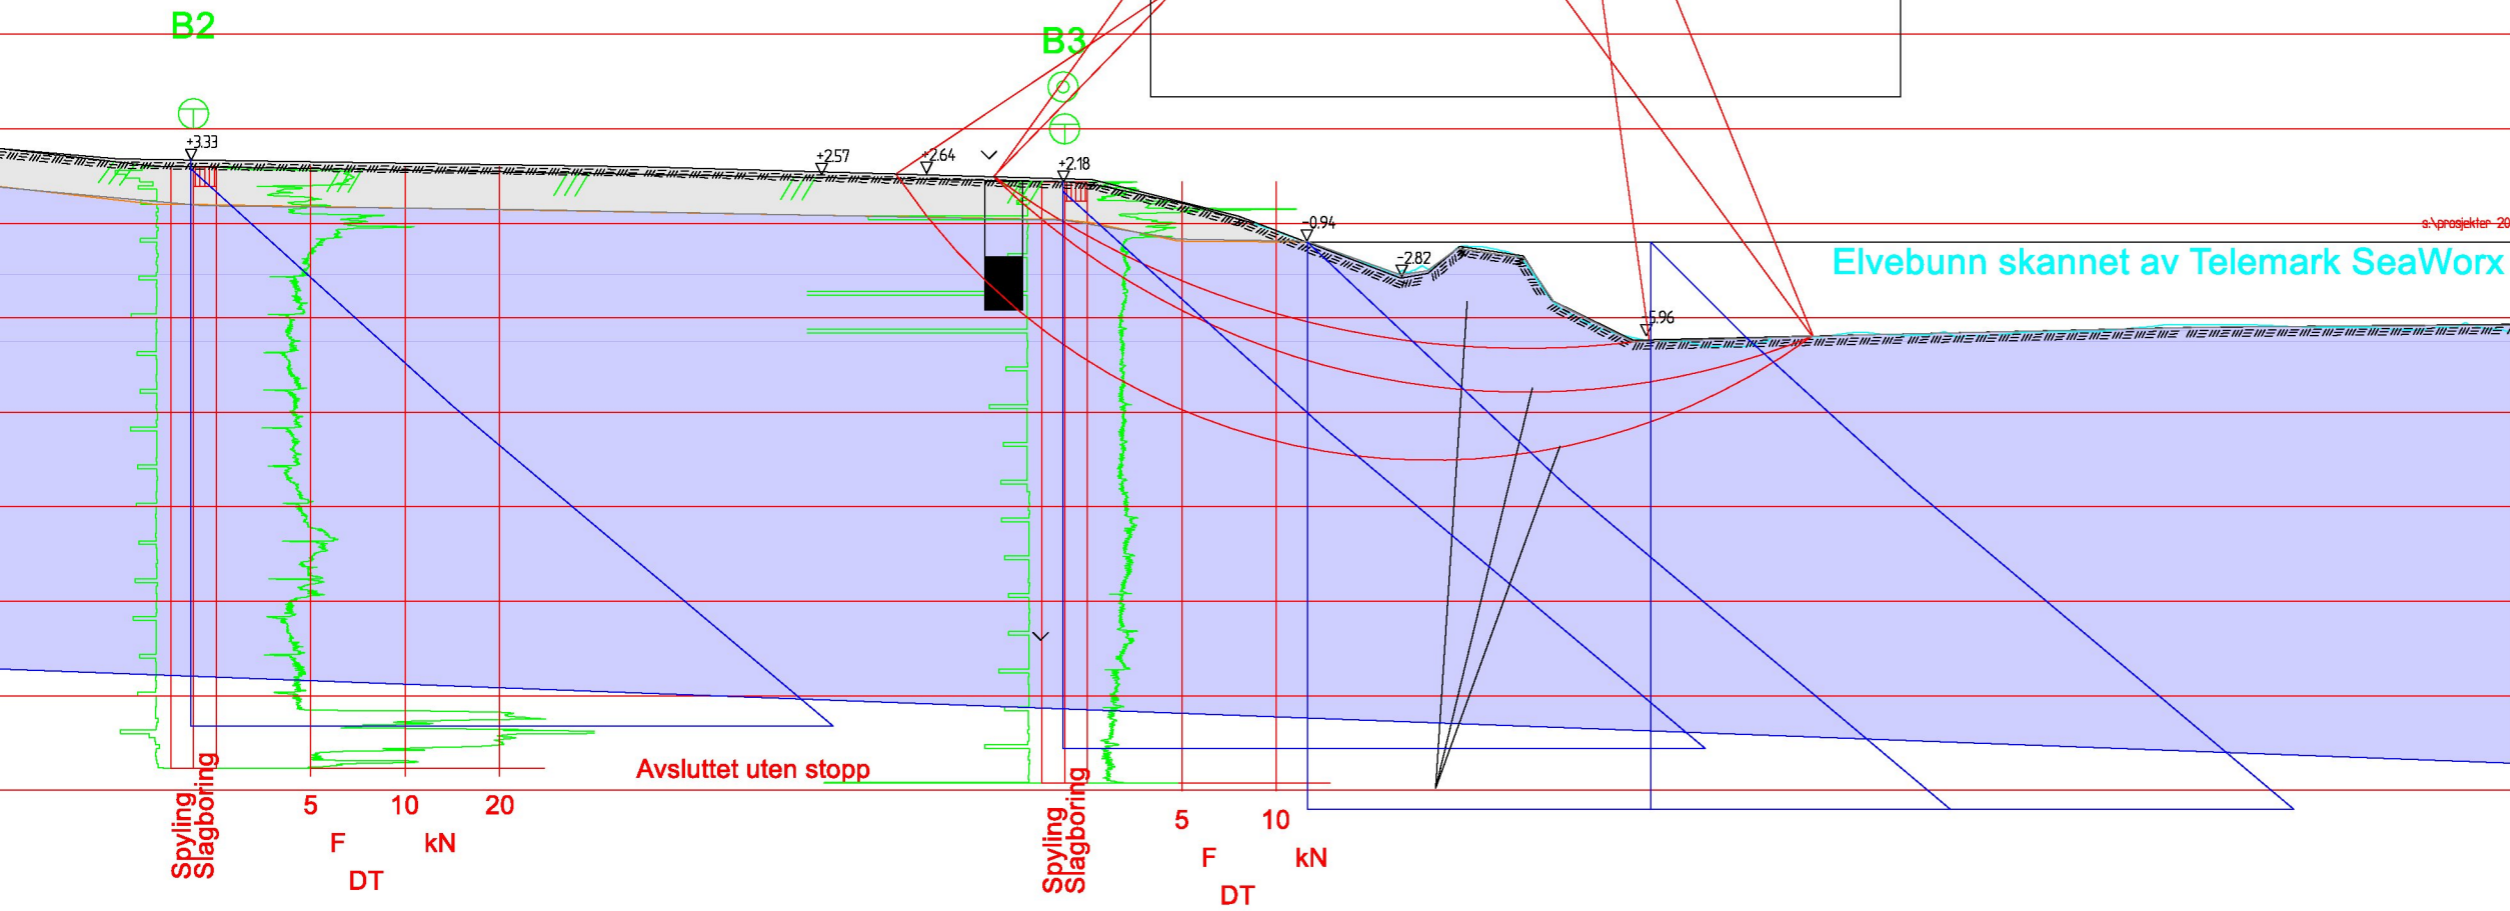 B2
B3
+3.33
+2.57
+2.64
+2.18
-0.94
-2.82
-5.96
s:\prosjekter 20
Elvebunn skannet av Telemark SeaWorx
Avsluttet uten stopp
Spyling
Slagboring
5
10
20
F
kN
DT
Spyling
Slagboring
5
10
F
kN
DT